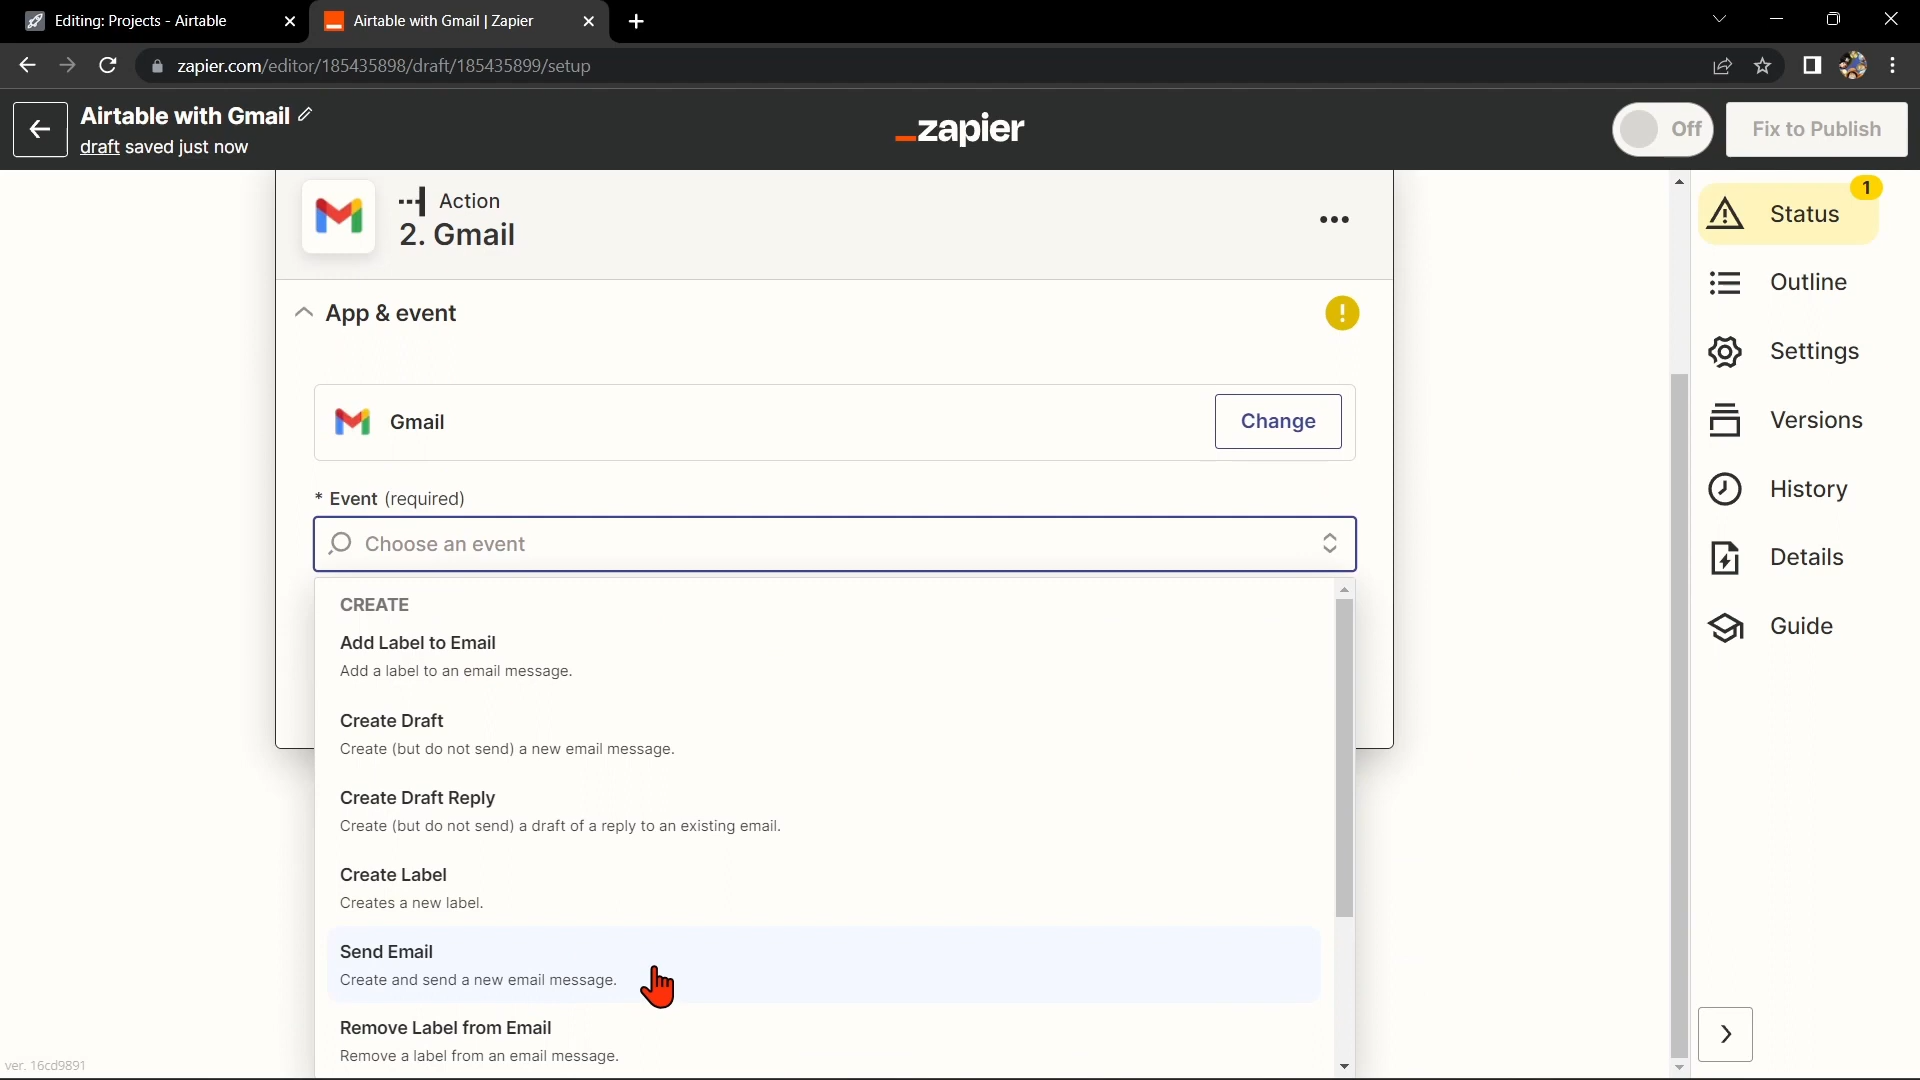 Editing: Projects - Airtable
Airtable with Gmail | Zapier
zapier.com/editor/185435898/draft/185435899/setup
Airtable with Gmail
draft saved just now
_zapier
Off
Fix to Publish
1
Status
Outline
Settings
Versions
History
Details
Guide
Action
2. Gmail
App & event
!
Gmail
Change
* Event (required)
Choose an event
CREATE
Add Label to Email
Add a label to an email message.
Create Draft
Create (but do not send) a new email message.
Create Draft Reply
Create (but do not send) a draft of a reply to an existing email.
Create Label
Creates a new label.
Send Email
Create and send a new email message.
Remove Label from Email
Remove a label from an email message.
ver. 16cd9891